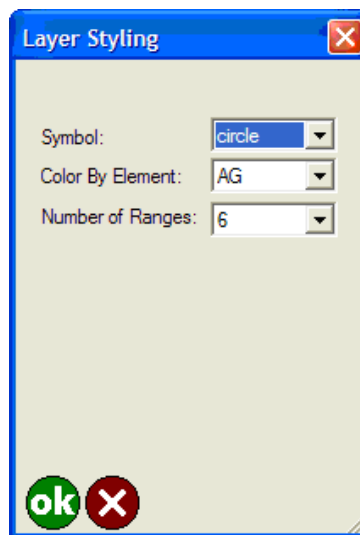 Layer Styling
Symbol: circle
Color By Element: AG
Number of Ranges: 6
ok